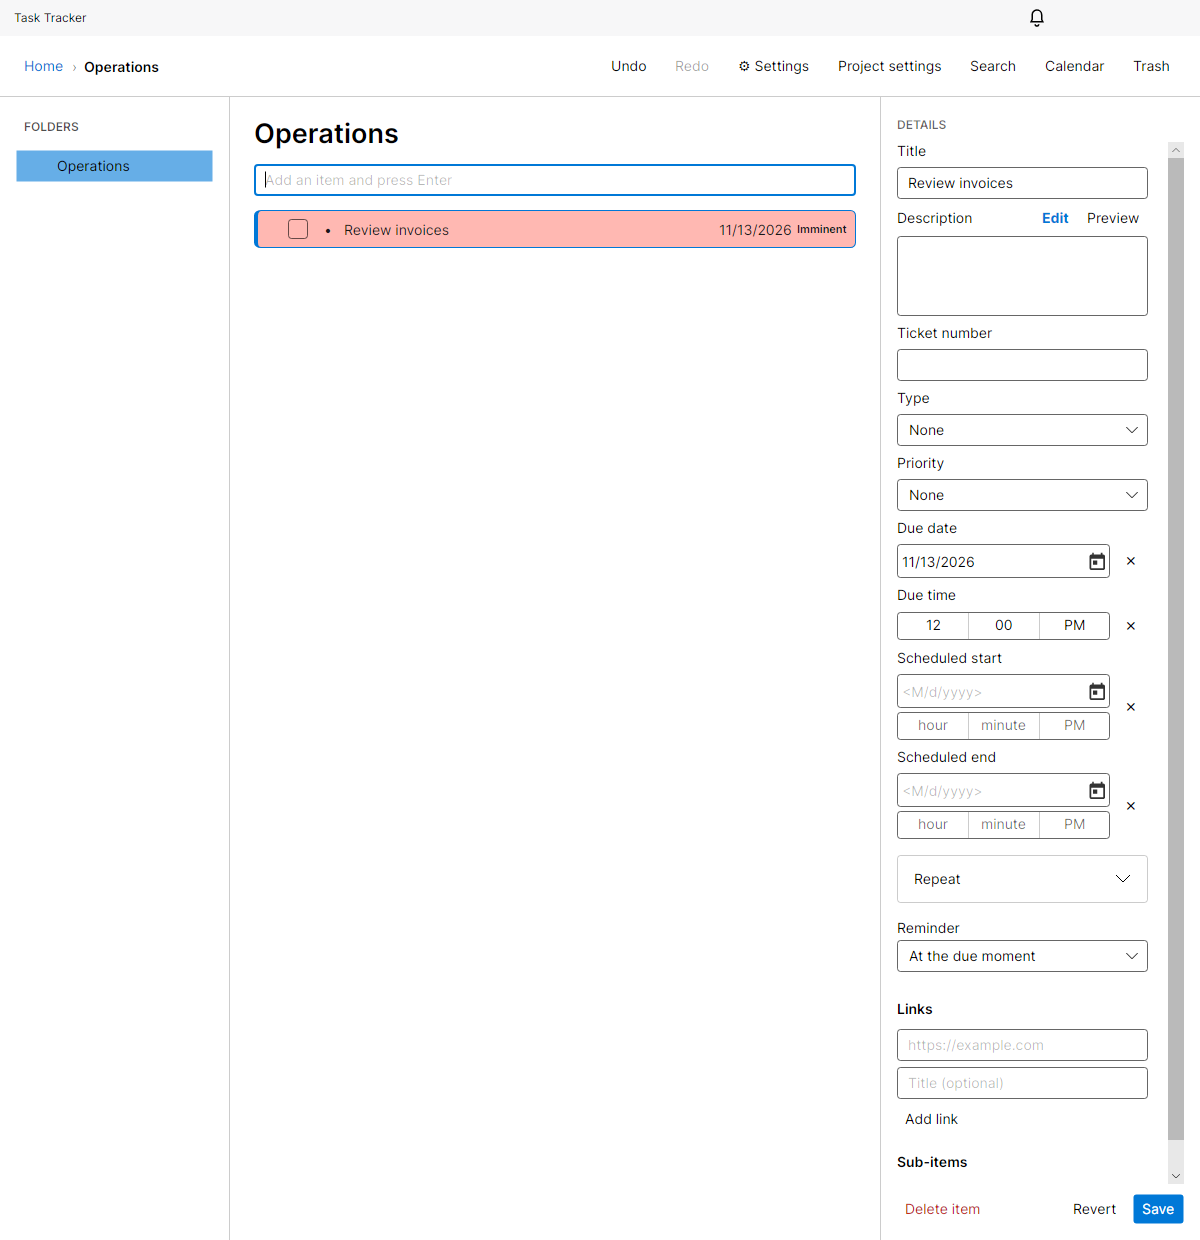 Task Tracker
Home › Operations
Undo Redo ⚙ Settings Project settings Search Calendar Trash
FOLDERS
Operations
Operations
Add an item and press Enter
• Review invoices 11/13/2026 Imminent
DETAILS
Title
Review invoices
Description Edit Preview
Ticket number
Type
None
Priority
None
Due date
11/13/2026 ×
Due time
12 00 PM ×
Scheduled start
<M/d/yyyy>
×
hour minute PM
Scheduled end
<M/d/yyyy>
×
hour minute PM
Repeat
Reminder
At the due moment
Links
https://example.com
Title (optional)
Add link
Sub-items
Delete item Revert Save